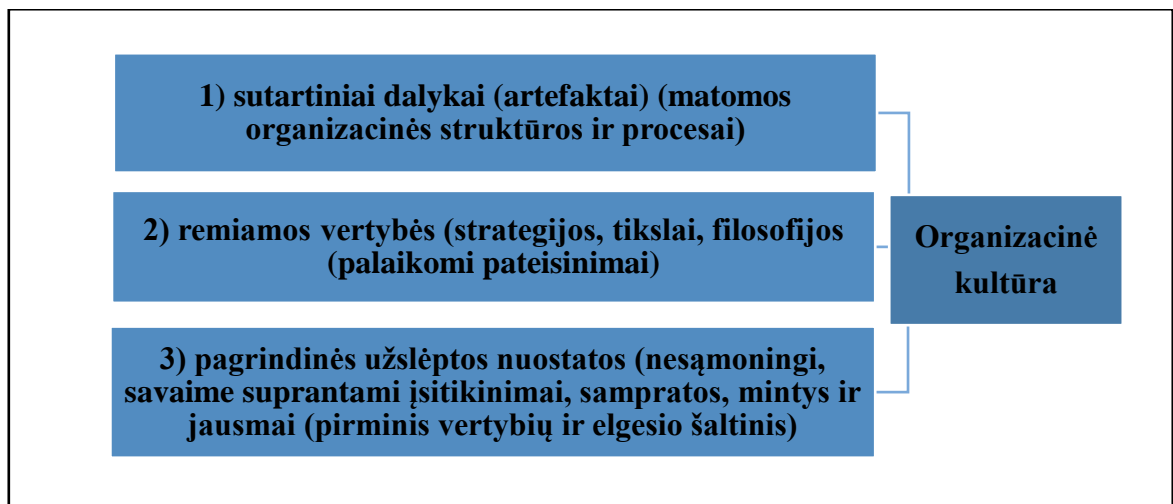 1) sutartiniai dalykai (artefaktai) (matomos
organizacinės struktūros ir procesai)
2) remiamos vertybės (strategijos, tikslai, filosofijos
(palaikomi pateisinimai)
3) pagrindinės užslėptos nuostatos (nesąmoningi,
savaime suprantami įsitikinimai, sampratos, mintys ir
jausmai (pirminis vertybių ir elgesio šaltinis)
Organizacinė
kultūra